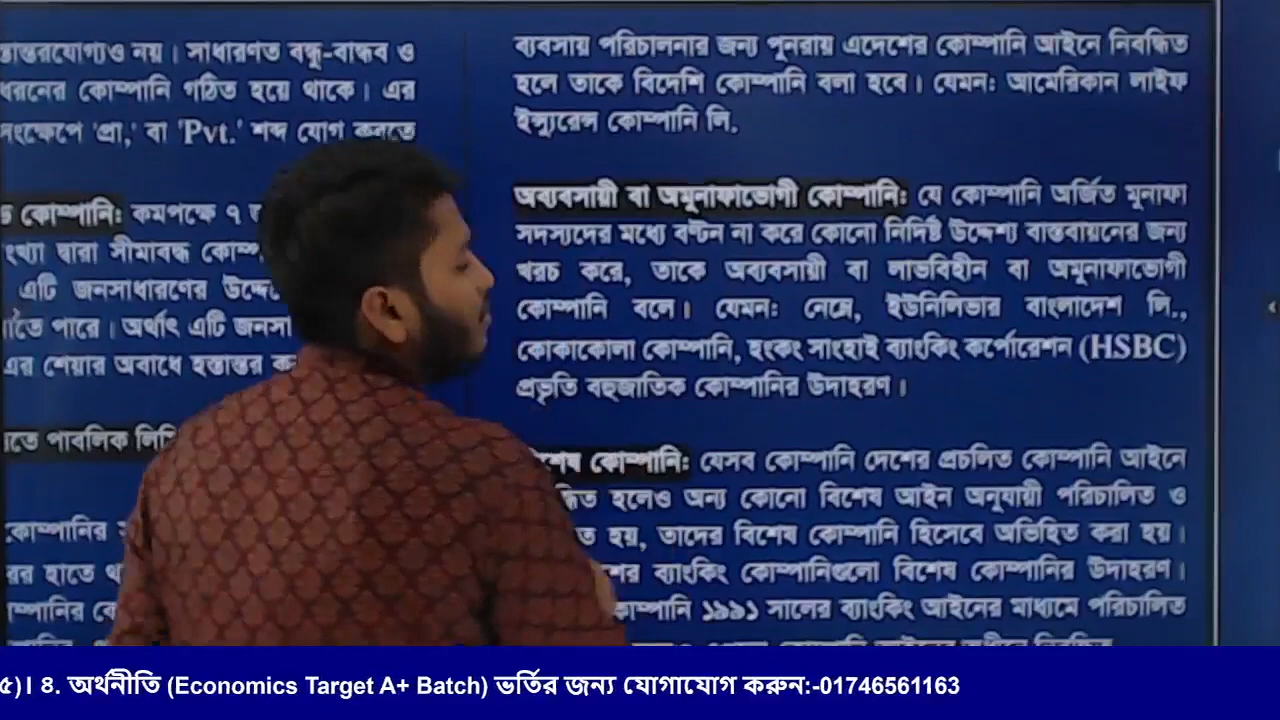 স্তান্তরযোগ্যও নয়। সাধারণত বন্ধু-বান্ধব ও
ধরনের কোম্পানি গঠিত হয়ে থাকে। এর
সংক্ষেপে 'প্রা,' বা 'Pvt.' শব্দ যোগ করতে
ড কোম্পানি: কমপক্ষে ৭
ংখ্যা দ্বারা সীমাবদ্ধ
এটি জনসাধারণের
পারে। অর্থাৎ এটি
এর শেয়ার অবাধে হস্তান্তর
তে পাবলিক
কোম্পানির
হাতে
ম্পানির
ব্যবসায় পরিচালনার জন্য পুনরায় এদেশের কোম্পানি আইনে নিবন্ধিত
হলে তাকে বিদেশি কোম্পানি বলা হবে। যেমন: আমেরিকান লাইফ
ইন্স্যুরেন্স কোম্পানি লি.
অব্যবসায়ী বা অমুনাফাভোগী কোম্পানি: যে কোম্পানি অর্জিত মুনাফা
সদস্যদের মধ্যে বণ্টন না করে কোনো নির্দিষ্ট উদ্দেশ্য বাস্তবায়নের জন্য
খরচ করে, তাকে অব্যবসায়ী বা লাভবিহীন বা অমুনাফাভোগী
কোম্পানি বলে। যেমন: নেসলে, ইউনিলিভার বাংলাদেশ লি.,
কোকাকোলা কোম্পানি, হংকং সাংহাই ব্যাংকিং কর্পোরেশন (HSBC)
প্রভৃতি বহুজাতিক কোম্পানির উদাহরণ।
শেষ কোম্পানি: যেসব কোম্পানি দেশের প্রচলিত কোম্পানি আইনে
ন্ধিত হলেও অন্য কোনো বিশেষ আইন অনুযায়ী পরিচালিত ও
ত হয়, তাদের বিশেষ কোম্পানি হিসেবে অভিহিত করা হয়।
শের ব্যাংকিং কোম্পানিগুলো বিশেষ কোম্পানির উদাহরণ।
কোম্পানি ১৯৯১ সালের ব্যাংকিং আইনের মাধ্যমে পরিচালিত
৫)। ৪. অর্থনীতি (Economics Target A+ Batch) ভর্তির জন্য যোগাযোগ করুন:-01746561163